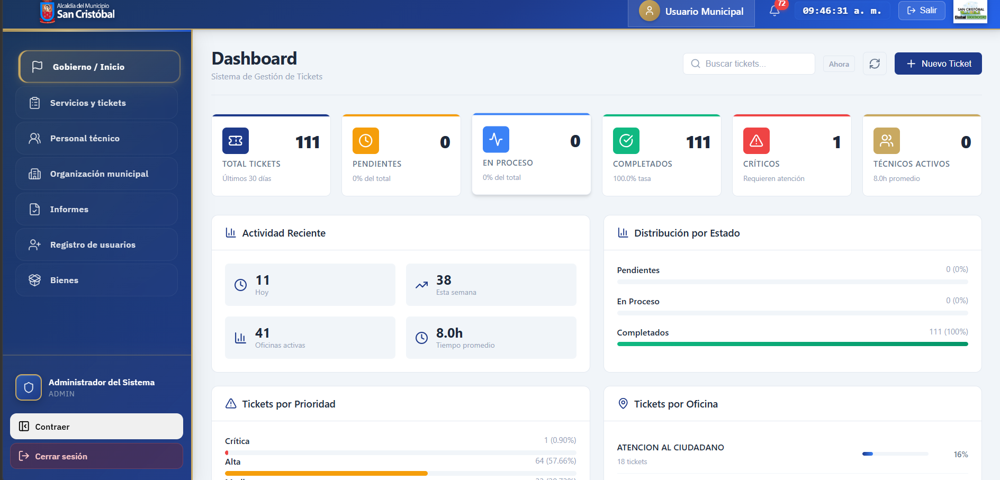 Alcaldía del Municipio
San Cristóbal
Usuario Municipal
72
09:46:31 a. m.
Salir
SAN CRISTÓBAL
Ciudad
Gobierno / Inicio
Servicios y tickets
Personal técnico
Organización municipal
Informes
Registro de usuarios
Bienes
Administrador del Sistema
ADMIN
Contraer
Cerrar sesión
Dashboard
Sistema de Gestión de Tickets
Buscar tickets...
Ahora
Nuevo Ticket
111
TOTAL TICKETS
Últimos 30 días
0
PENDIENTES
0% del total
0
EN PROCESO
0% del total
111
COMPLETADOS
100.0% tasa
1
CRÍTICOS
Requieren atención
0
TÉCNICOS ACTIVOS
8.0h promedio
Actividad Reciente
11
Hoy
38
Esta semana
41
Oficinas activas
8.0h
Tiempo promedio
Distribución por Estado
Pendientes 0 (0%)
En Proceso 0 (0%)
Completados 111 (100%)
Tickets por Prioridad
Crítica 1 (0.90%)
Alta 64 (57.66%)
Tickets por Oficina
ATENCION AL CIUDADANO
18 tickets
16%